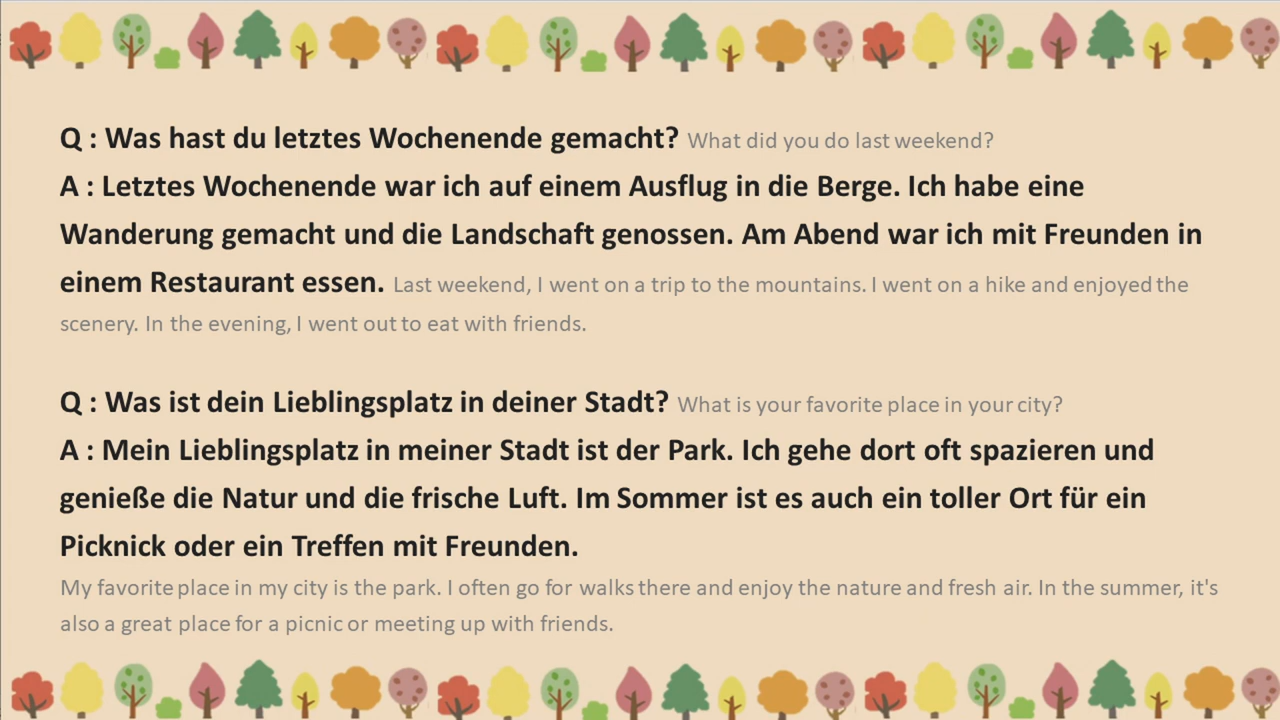 Q : Was hast du letztes Wochenende gemacht? What did you do last weekend?
A : Letztes Wochenende war ich auf einem Ausflug in die Berge. Ich habe eine
Wanderung gemacht und die Landschaft genossen. Am Abend war ich mit Freunden in
einem Restaurant essen. Last weekend, I went on a trip to the mountains. I went on a hike and enjoyed the
scenery. In the evening, I went out to eat with friends.
Q : Was ist dein Lieblingsplatz in deiner Stadt? What is your favorite place in your city?
A : Mein Lieblingsplatz in meiner Stadt ist der Park. Ich gehe dort oft spazieren und
genieße die Natur und die frische Luft. Im Sommer ist es auch ein toller Ort für ein
Picknick oder ein Treffen mit Freunden.
My favorite place in my city is the park. I often go for walks there and enjoy the nature and fresh air. In the summer, it's
also a great place for a picnic or meeting up with friends.